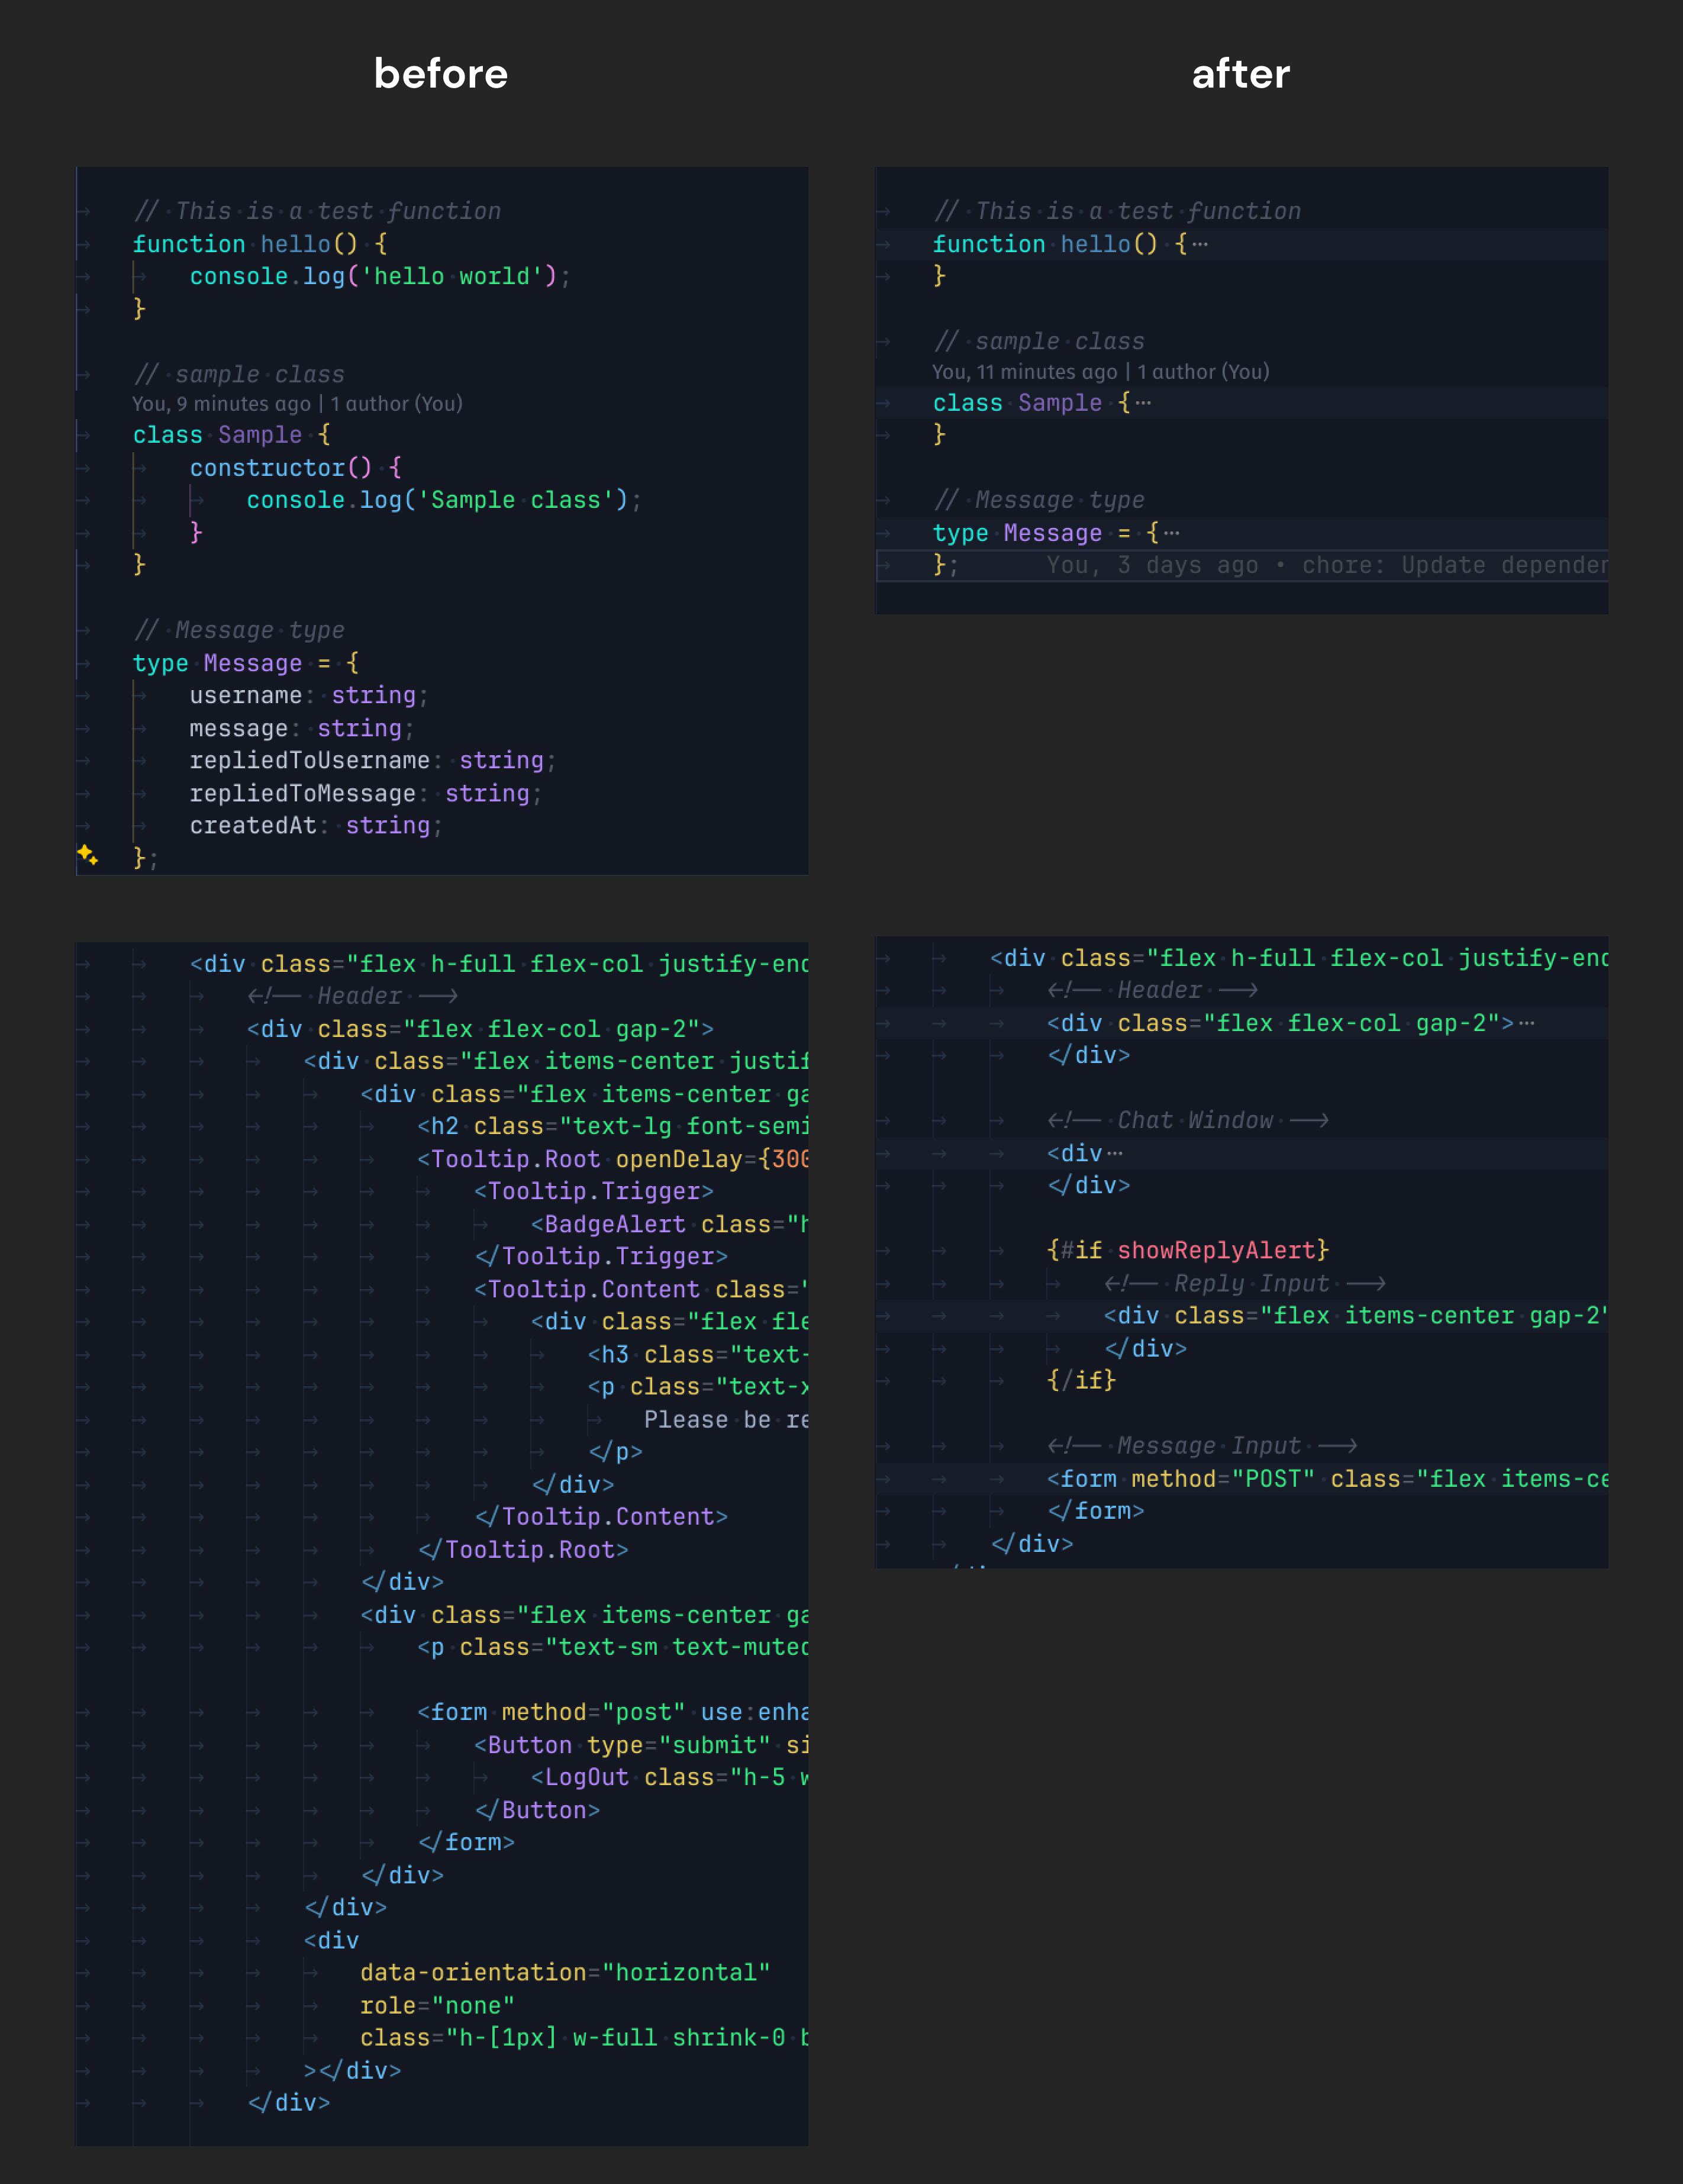 before
// This is a test function
function hello() {
console.log('hello world');
}
// sample class
You, 9 minutes ago | 1 author (You)
class Sample {
constructor() {
console.log('Sample class');
}
}
// Message type
type Message = {
username: string;
message: string;
repliedToUsername: string;
repliedToMessage: string;
createdAt: string;
};
<div class="flex h-full flex-col justify-end
<!-- Header -->
<div class="flex flex-col gap-2">
<div class="flex items-center justif
<div class="flex items-center ga
<h2 class="text-lg font-semi
<Tooltip.Root openDelay={300
<Tooltip.Trigger>
<BadgeAlert class="h
</Tooltip.Trigger>
<Tooltip.Content class="
<div class="flex fle
<h3 class="text-
<p class="text-x
Please be re
</p>
</div>
</Tooltip.Content>
</Tooltip.Root>
</div>
<div class="flex items-center ga
<p class="text-sm text-muted
<form method="post" use:enha
<Button type="submit" si
<LogOut class="h-5 w
</Button>
</form>
</div>
</div>
<div
data-orientation="horizontal"
role="none"
class="h-[1px] w-full shrink-0 b
></div>
</div>
after
// This is a test function
function hello() {⋯
}
// sample class
You, 11 minutes ago | 1 author (You)
class Sample {⋯
}
// Message type
type Message = {⋯
}; You, 3 days ago • chore: Update dependen
<div class="flex h-full flex-col justify-end
<!-- Header -->
<div class="flex flex-col gap-2">⋯
</div>
<!-- Chat Window -->
<div⋯
</div>
{#if showReplyAlert}
<!-- Reply Input -->
<div class="flex items-center gap-2"
</div>
{/if}
<!-- Message Input -->
<form method="POST" class="flex items-ce
</form>
</div>